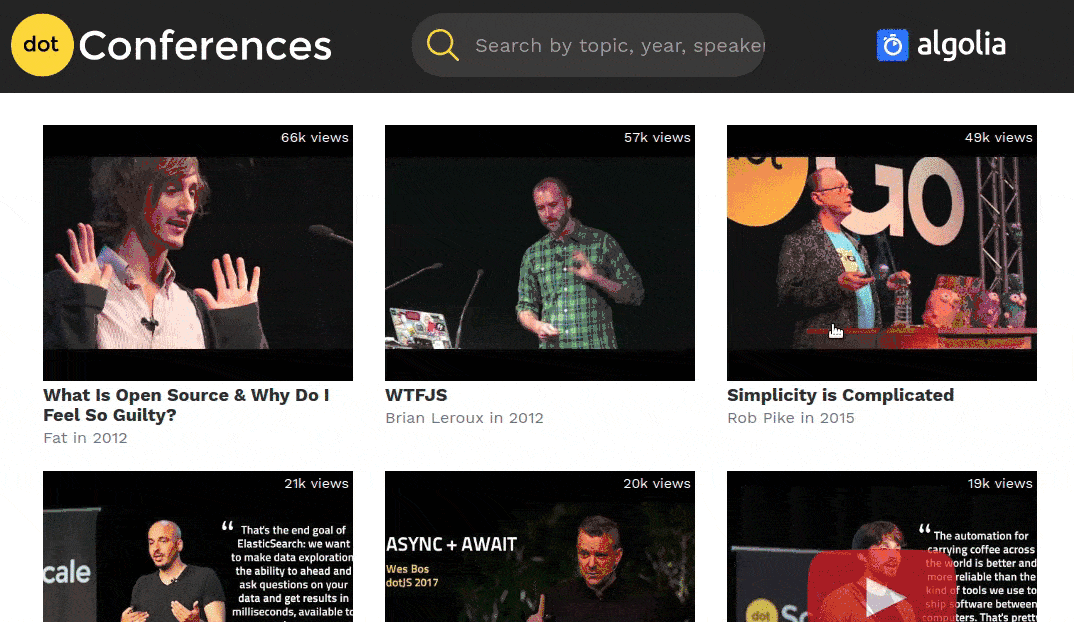 dot Conferences
Search by topic, year, speaker
algolia
66k views
57k views
49k views
GO
What Is Open Source & Why Do I
Feel So Guilty?
Fat in 2012
WTFJS
Brian Leroux in 2012
Simplicity is Complicated
Rob Pike in 2015
21k views
20k views
19k views
cale
“ That's the end goal of
ElasticSearch: we want
to make data exploration
the ability to ahead and
ask questions on your
data and get results in
milliseconds, available to
ASYNC + AWAIT
Wes Bos
dotJS 2017
“ The automation for
carrying coffee across
the world is better and
more reliable than the
kind of tools we use to
ship software between
computers. That's pretty
dot Sc